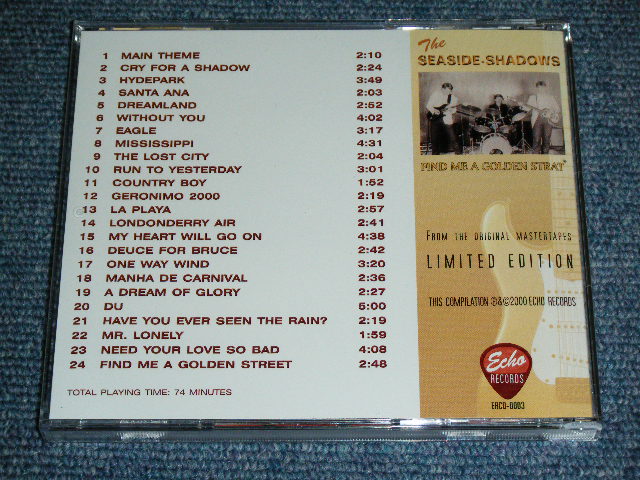 1 MAIN THEME 2:10
2 CRY FOR A SHADOW 2:24
3 HYDEPARK 3:49
4 SANTA ANA 2:03
5 DREAMLAND 2:52
6 WITHOUT YOU 4:02
7 EAGLE 3:17
8 MISSISSIPPI 4:31
9 THE LOST CITY 2:04
10 RUN TO YESTERDAY 3:01
11 COUNTRY BOY 1:52
12 GERONIMO 2000 2:19
13 LA PLAYA 2:57
14 LONDONDERRY AIR 2:41
15 MY HEART WILL GO ON 4:38
16 DEUCE FOR BRUCE 2:42
17 ONE WAY WIND 3:20
18 MANHA DE CARNIVAL 2:36
19 A DREAM OF GLORY 2:27
20 DU 5:00
21 HAVE YOU EVER SEEN THE RAIN? 2:19
22 MR. LONELY 1:59
23 NEED YOUR LOVE SO BAD 4:08
24 FIND ME A GOLDEN STREET 2:48
TOTAL PLAYING TIME: 74 MINUTES
The
SEASIDE-SHADOWS
FIND ME A GOLDEN STRAT
FROM THE ORIGINAL MASTERTAPES
LIMITED EDITION
THIS COMPILATION ℗&©2000 ECHO RECORDS
Echo
RECORDS
ERCD-0003